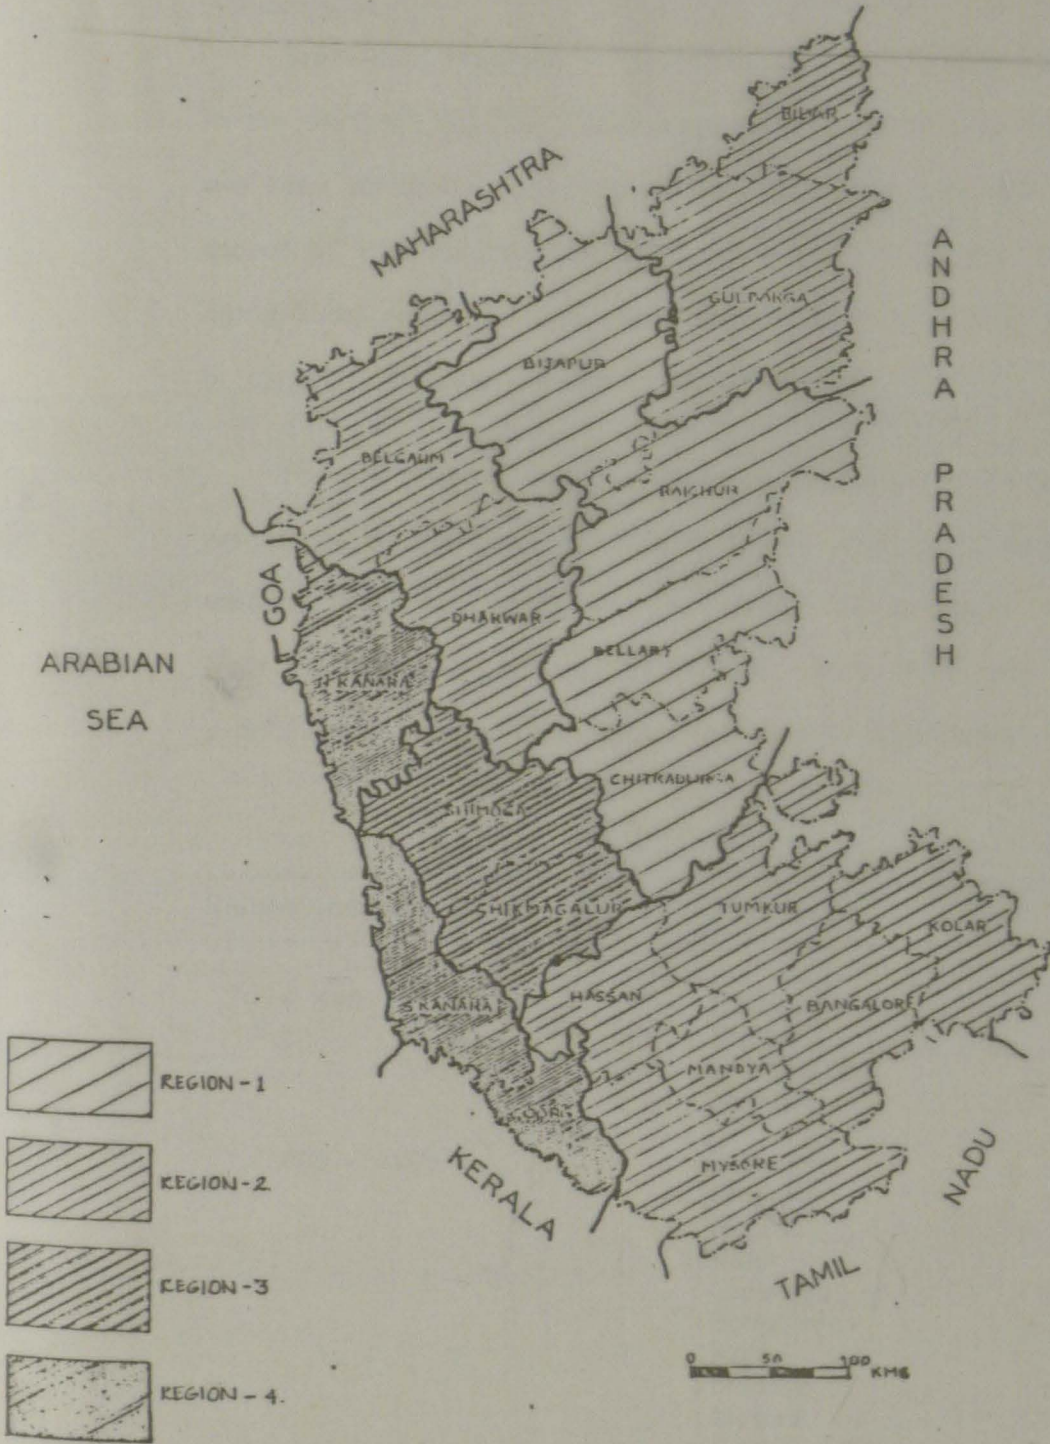 BIDAR
MAHARASHTRA
ANDHRA PRADESH
GULBARGA
BIJAPUR
BELGAUM
RAICHUR
GOA
DHARWAR
BELLARY
ARABIAN
SEA
N KANARA
CHITRADURGA
SHIMOGA
CHIKMAGALUR
TUMKUR
KOLAR
HASSAN
BANGALORE
S KANARA
MANDYA
REGION-1
MYSORE
KERALA
TAMIL NADU
REGION-2.
REGION-3
REGION-4.
0 50 100
KMS